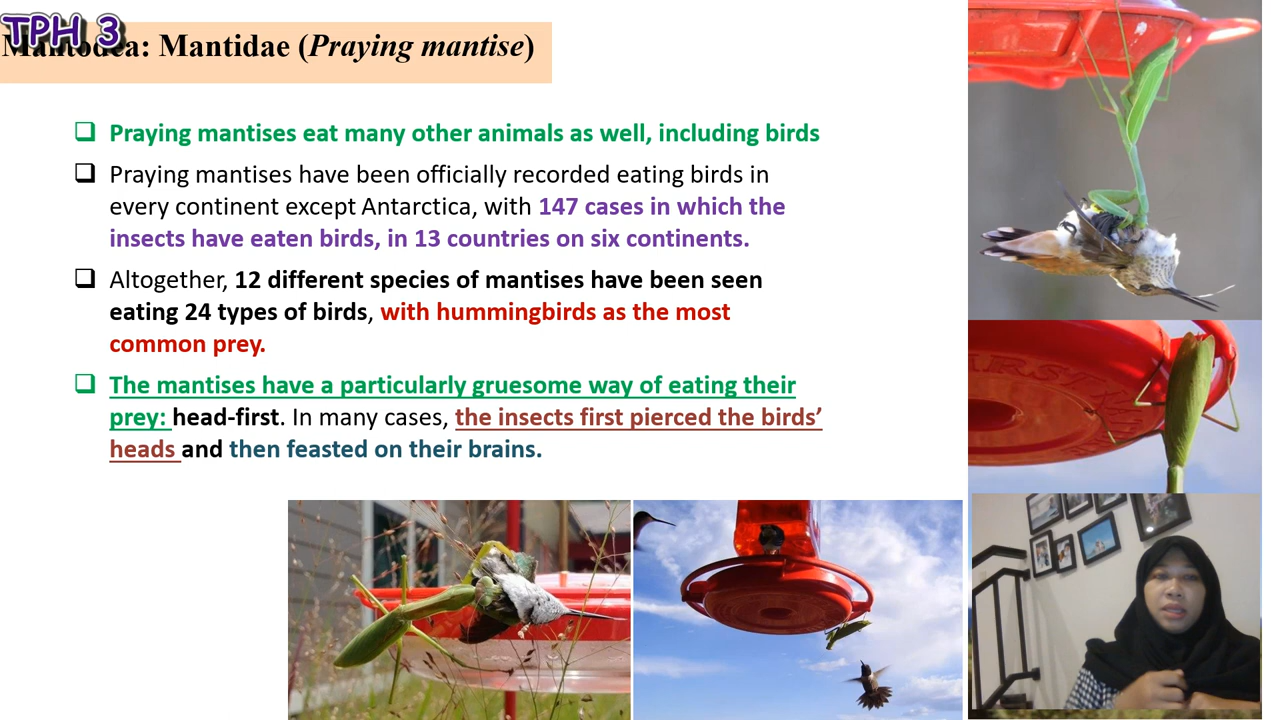 TPH 3
Mantodea: Mantidae (Praying mantise)
Praying mantises eat many other animals as well, including birds
Praying mantises have been officially recorded eating birds in
every continent except Antarctica, with 147 cases in which the
insects have eaten birds, in 13 countries on six continents.
Altogether, 12 different species of mantises have been seen
eating 24 types of birds, with hummingbirds as the most
common prey.
The mantises have a particularly gruesome way of eating their
prey: head-first. In many cases, the insects first pierced the birds’
heads and then feasted on their brains.